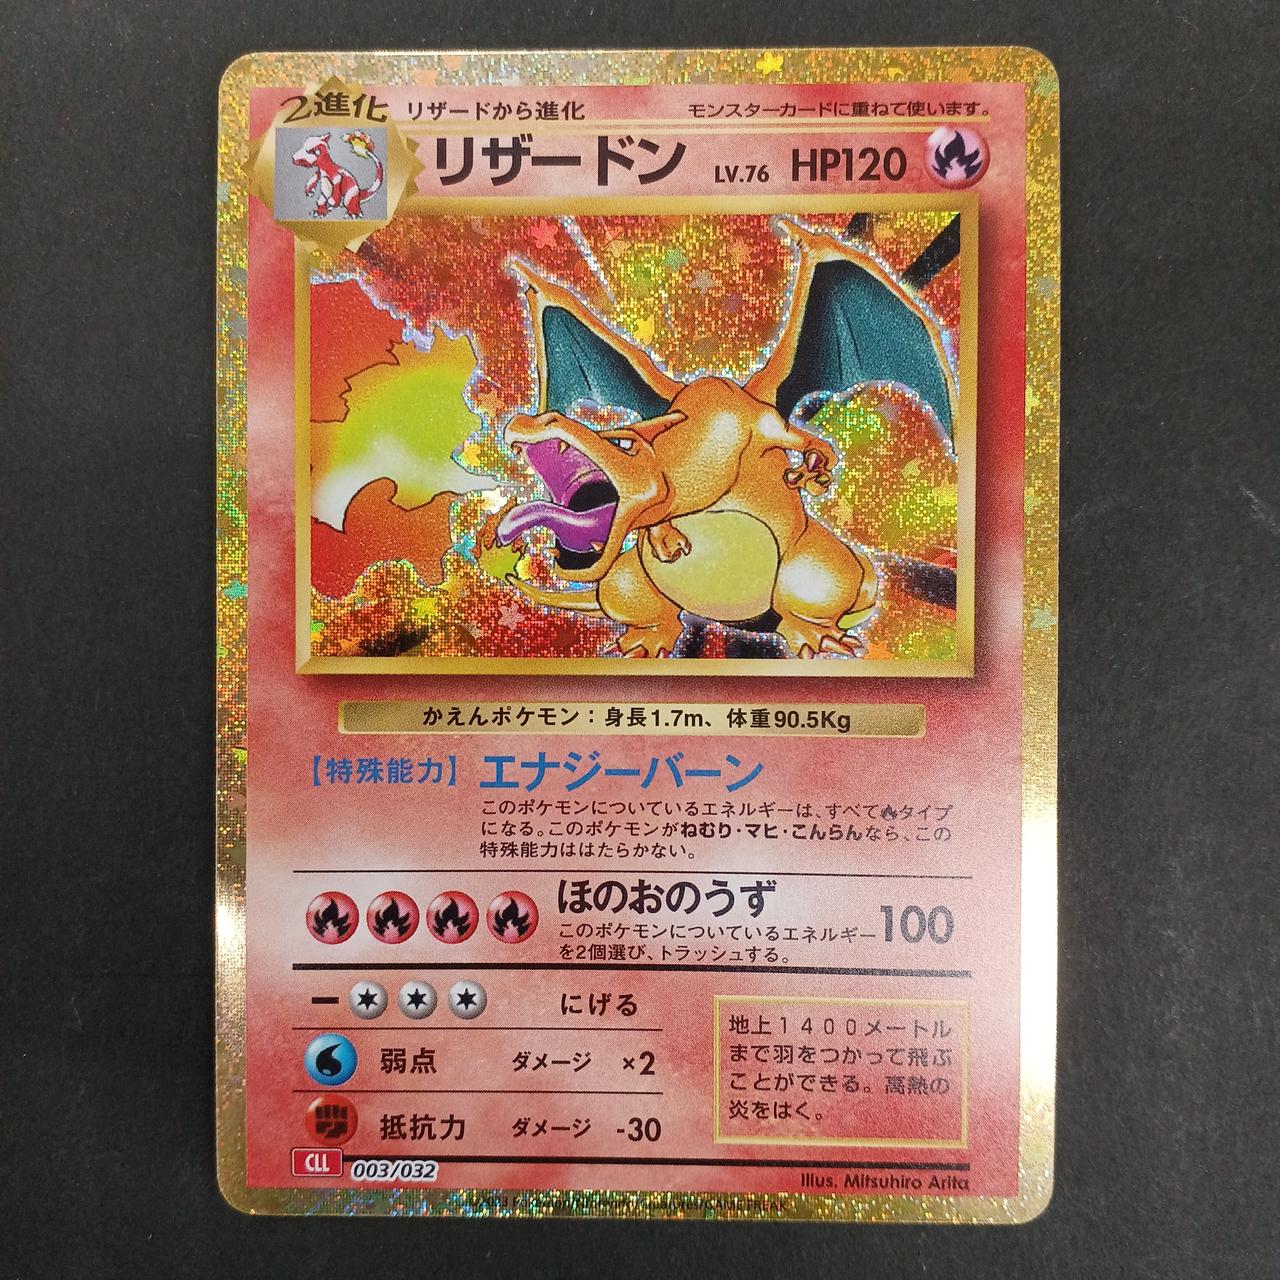 2進化 リザードから進化 モンスターカードに重ねて使います。
リザードン LV.76 HP120
かえんポケモン：身長1.7m、体重90.5Kg
【特殊能力】エナジーバーン
このポケモンについているエネルギーは、すべてタイプ
になる。このポケモンがねむり・マヒ・こんらんなら、この
特殊能力ははたらかない。
ほのおのうず 100
このポケモンについているエネルギー
を2個選び、トラッシュする。
にげる
弱点 ダメージ ×2
抵抗力 ダメージ -30
地上1400メートル
まで羽をつかって飛ぶ
ことができる。高熱の
炎をはく。
CLL 003/032
Illus. Mitsuhiro Arita
©2023 Pokémon/Nintendo/Creatures/GAME FREAK